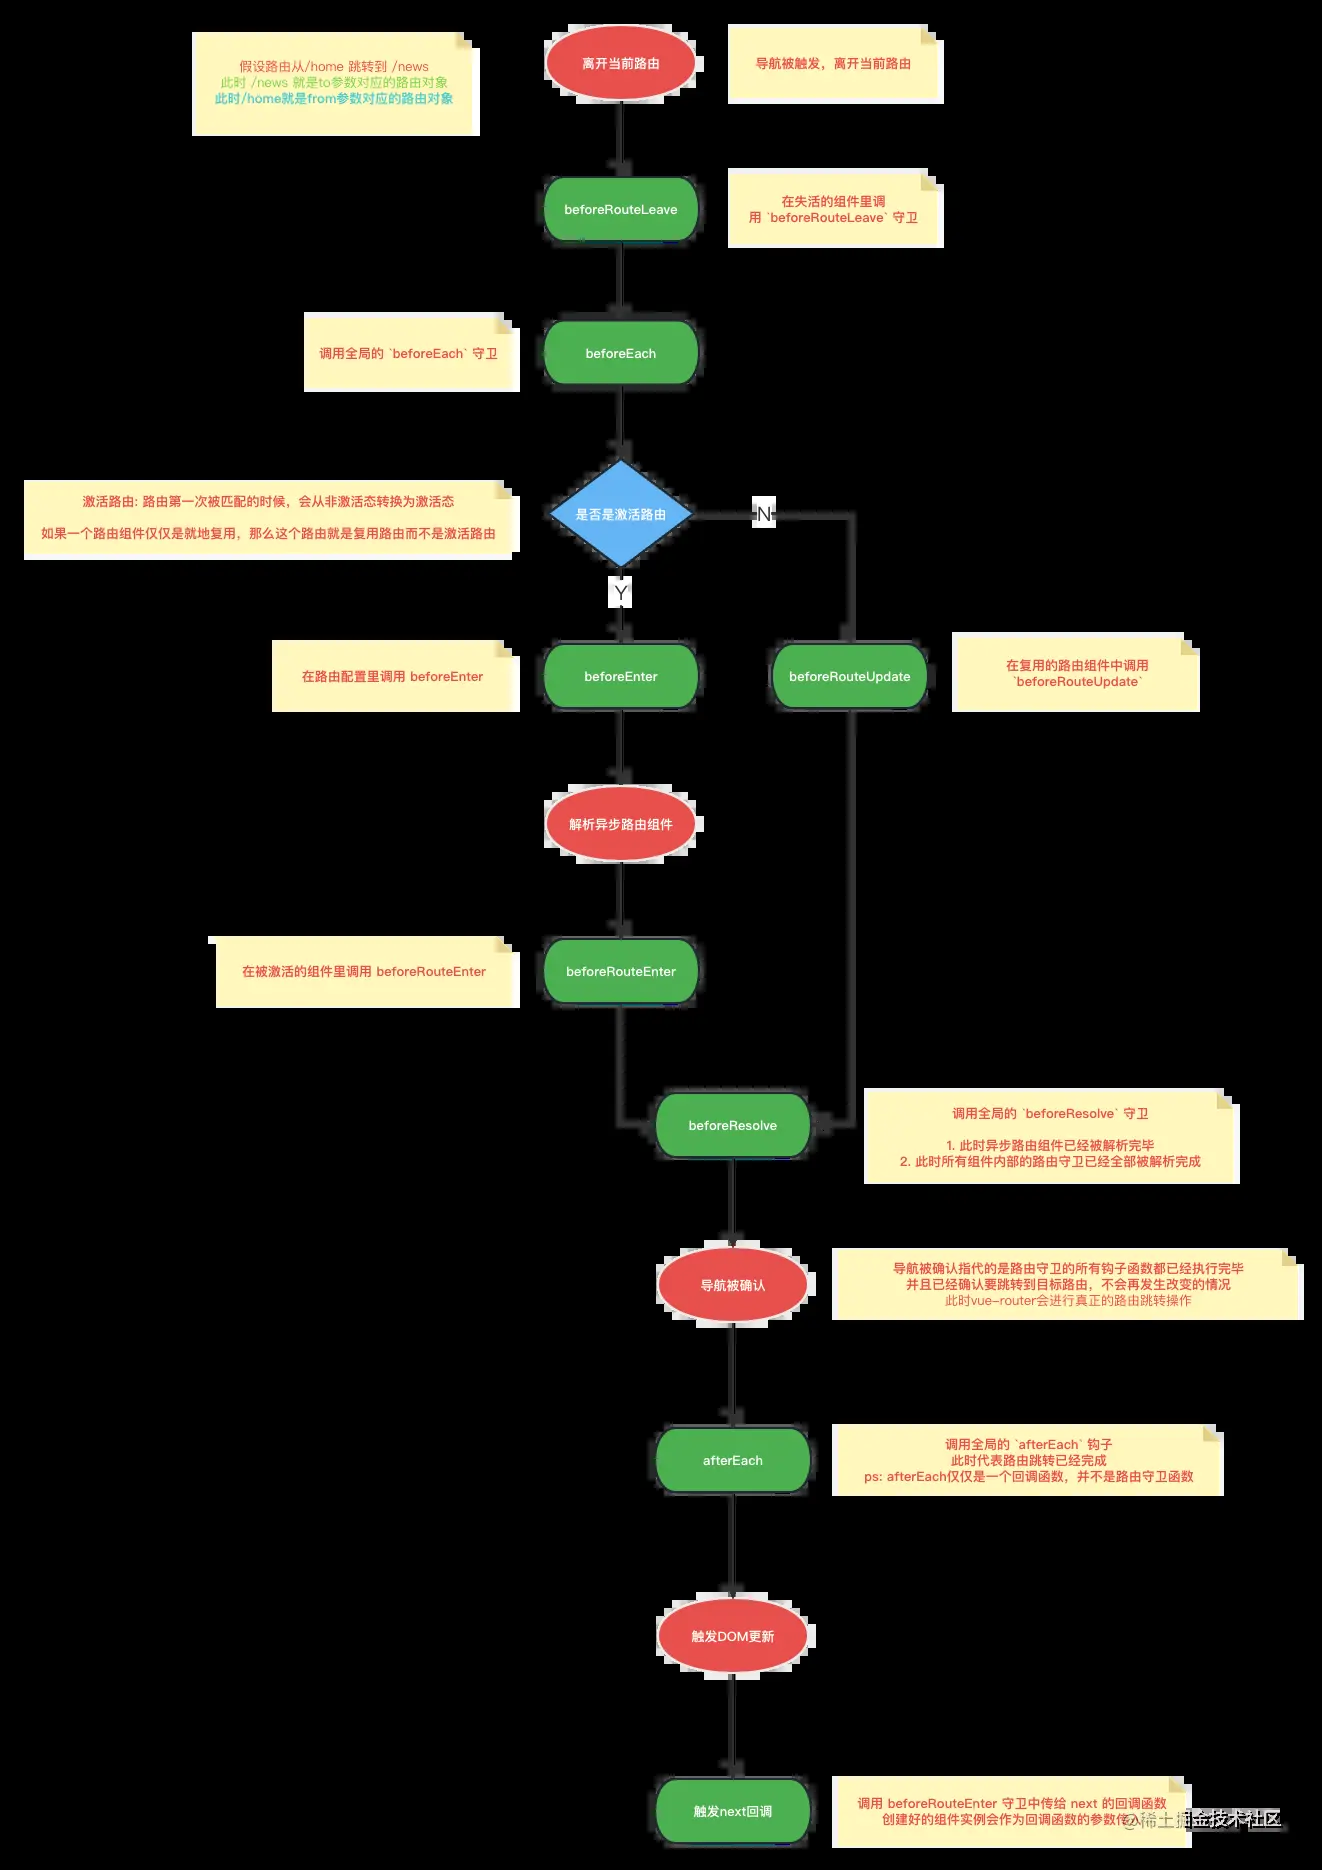 假设路由从/home 跳转到 /news
此时 /news 就是to参数对应的路由对象
此时/home就是from参数对应的路由对象
离开当前路由
导航被触发，离开当前路由
beforeRouteLeave
在失活的组件里调
用 `beforeRouteLeave` 守卫
调用全局的 `beforeEach` 守卫
beforeEach
激活路由: 路由第一次被匹配的时候，会从非激活态转换为激活态
如果一个路由组件仅仅是就地复用，那么这个路由就是复用路由而不是激活路由
是否是激活路由
N
Y
在路由配置里调用 beforeEnter
beforeEnter
beforeRouteUpdate
在复用的路由组件中调用
`beforeRouteUpdate`
解析异步路由组件
在被激活的组件里调用 beforeRouteEnter
beforeRouteEnter
beforeResolve
调用全局的 `beforeResolve` 守卫
1. 此时异步路由组件已经被解析完毕
2. 此时所有组件内部的路由守卫已经全部被解析完成
导航被确认
导航被确认指代的是路由守卫的所有钩子函数都已经执行完毕
并且已经确认要跳转到目标路由，不会再发生改变的情况
此时vue-router会进行真正的路由跳转操作
afterEach
调用全局的 `afterEach` 钩子
此时代表路由跳转已经完成
ps: afterEach仅仅是一个回调函数，并不是路由守卫函数
触发DOM更新
触发next回调
调用 beforeRouteEnter 守卫中传给 next 的回调函数
创建好的组件实例会作为回调函数的参数传
@稀土掘金技术社区